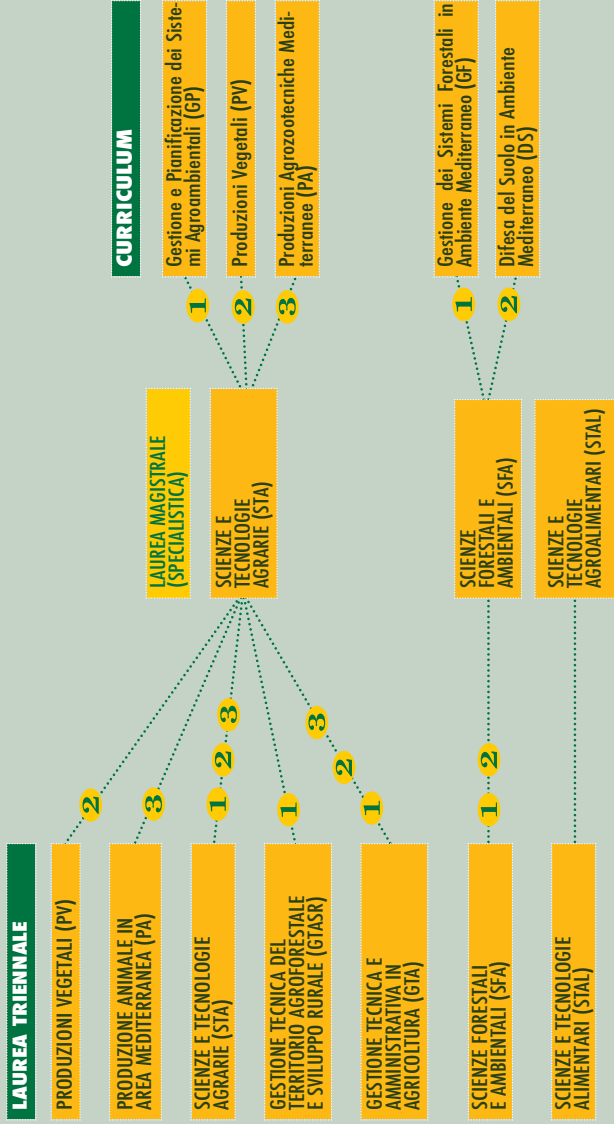 LAUREA TRIENNALE
PRODUZIONI VEGETALI (PV)
PRODUZIONE ANIMALE IN
AREA MEDITERRANEA (PA)
SCIENZE E TECNOLOGIE
AGRARIE (STA)
GESTIONE TECNICA DEL
TERRITORIO AGROFORESTALE
E SVILUPPO RURALE (GTASR)
GESTIONE TECNICA E
AMMINISTRATIVA IN
AGRICOLTURA (GTA)
SCIENZE FORESTALI
E AMBIENTALI (SFA)
SCIENZE E TECNOLOGIE
ALIMENTARI (STAL)
2
3
1 2 3
1
1 2 3
1 2
LAUREA MAGISTRALE
(SPECIALISTICA)
SCIENZE E
TECNOLOGIE
AGRARIE (STA)
SCIENZE
FORESTALI E
AMBIENTALI (SFA)
SCIENZE E
TECNOLOGIE
AGROALIMENTARI (STAL)
1
2
3
1
2
CURRICULUM
Gestione e Pianificazione dei Siste-
mi Agroambientali (GP)
Produzioni Vegetali (PV)
Produzioni Agrozootecniche Medi-
terranee (PA)
Gestione dei Sistemi Forestali in
Ambiente Mediterraneo (GF)
Difesa del Suolo in Ambiente
Mediterraneo (DS)